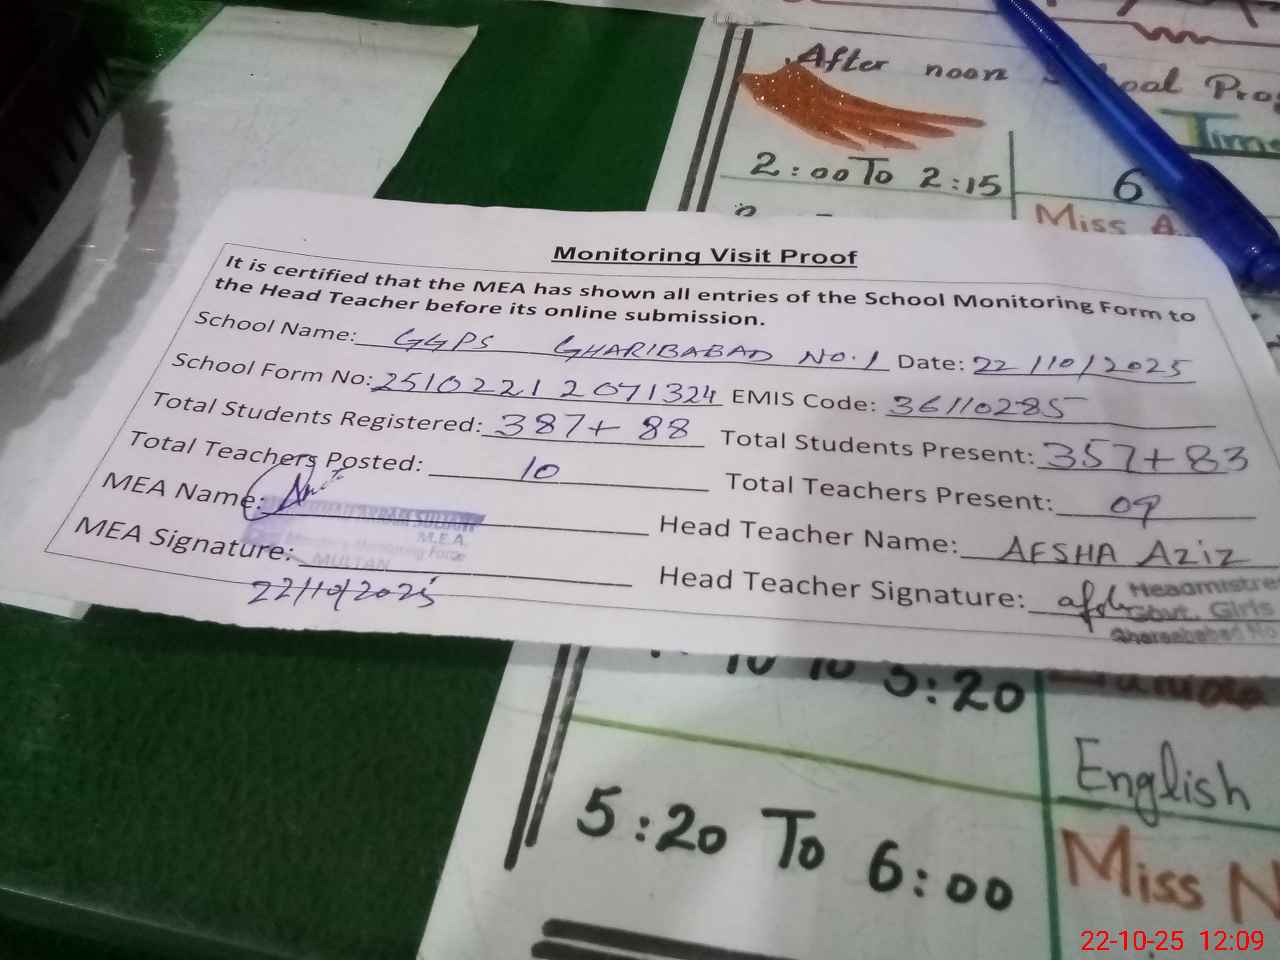 After noon
2:00 To 2:15
6
Miss A
Monitoring Visit Proof
It is certified that the MEA has shown all entries of the School Monitoring Form to
the Head Teacher before its online submission.
School Name: GGPS GHARIBABAD NO.1 Date: 22/10/2025
School Form No: 2510221 2071324 EMIS Code: 36110285
Total Students Registered: 387+ 88 Total Students Present: 357+ 83
Total Teachers Posted: 10 Total Teachers Present: 09
MEA Name: Head Teacher Name: AFSHA AZIZ
M.E.A.
MEA Signature: MULTAN Head Teacher Signature:
22/10/2025
Govt. Girls
5:20
English
5:20 To 6:00
Miss N
22-10-25 12:09